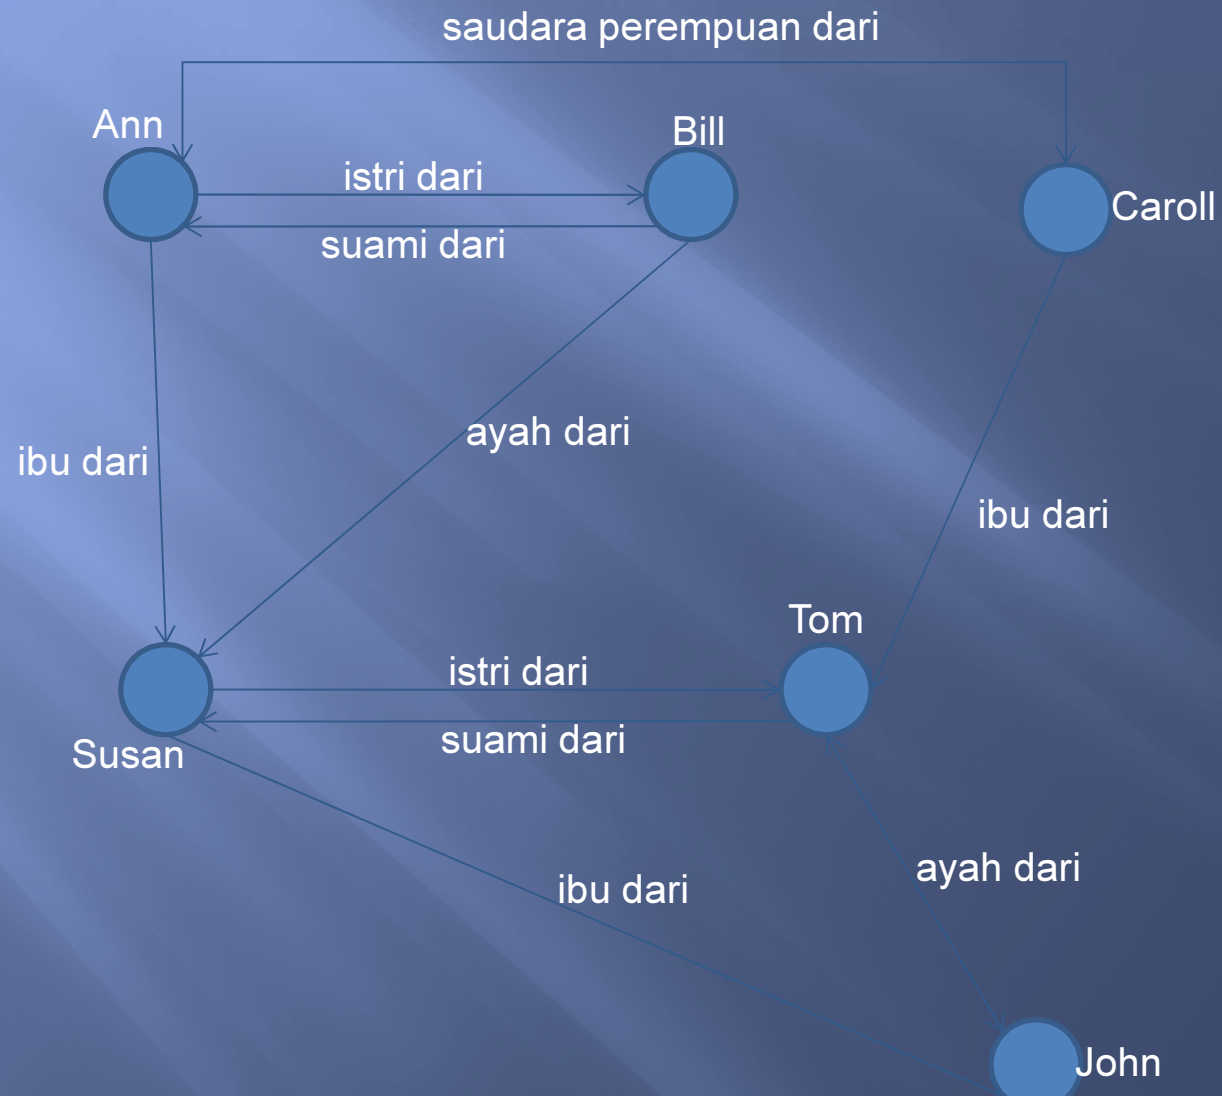 saudara perempuan dari
Ann
Bill
istri dari
Caroll
suami dari
ayah dari
ibu dari
ibu dari
Tom
istri dari
suami dari
Susan
ayah dari
ibu dari
John